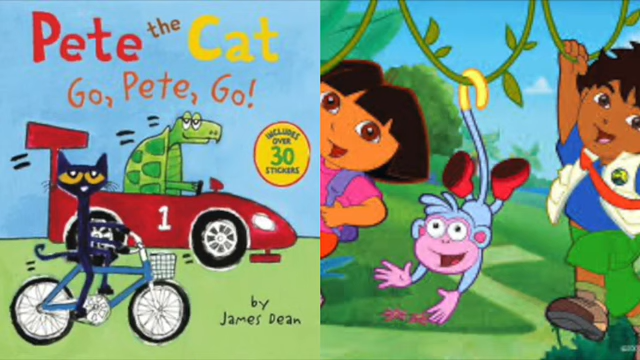 Pete the Cat
Go, Pete, Go!
INCLUDES
OVER
30
STICKERS
1
by
James Dean